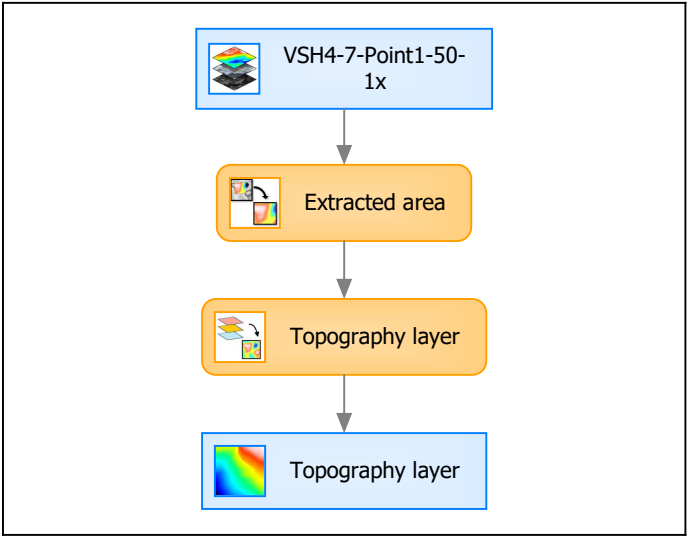 VSH4-7-Point1-50-
1x
Extracted area
Topography layer
Topography layer